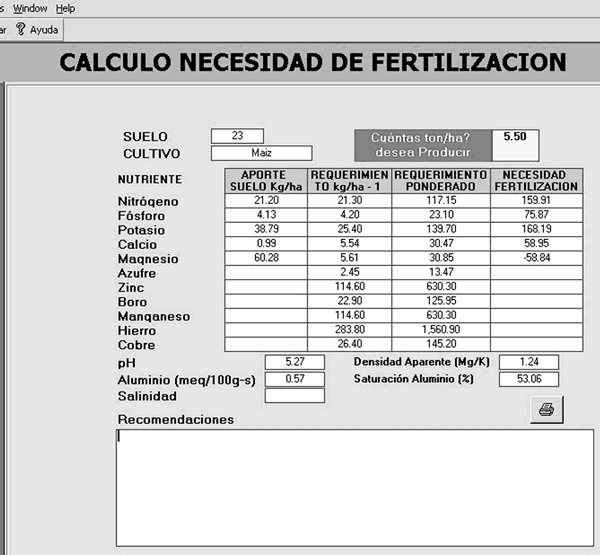 s Window Help
ar Ayuda
CALCULO NECESIDAD DE FERTILIZACION
SUELO 23 Cuántas ton/ha? 5.50
CULTIVO Maiz desea Producir
NUTRIENTE APORTE REQUERIMIEN REQUERIMIENTO NECESIDAD
SUELO Kg/ha TO kg/ha - 1 PONDERADO FERTILIZACION
Nitrógeno 21.20 21.30 117.15 159.91
Fósforo 4.13 4.20 23.10 75.87
Potasio 38.79 25.40 139.70 168.19
Calcio 0.99 5.54 30.47 58.95
Magnesio 60.28 5.61 30.85 -58.84
Azufre 2.45 13.47
Zinc 114.60 630.30
Boro 22.90 125.95
Manganeso 114.60 630.30
Hierro 283.80 1,560.90
Cobre 26.40 145.20
pH 5.27 Densidad Aparente (Mg/K) 1.24
Aluminio (meq/100g-s) 0.57 Saturación Aluminio (%) 53.06
Salinidad
Recomendaciones